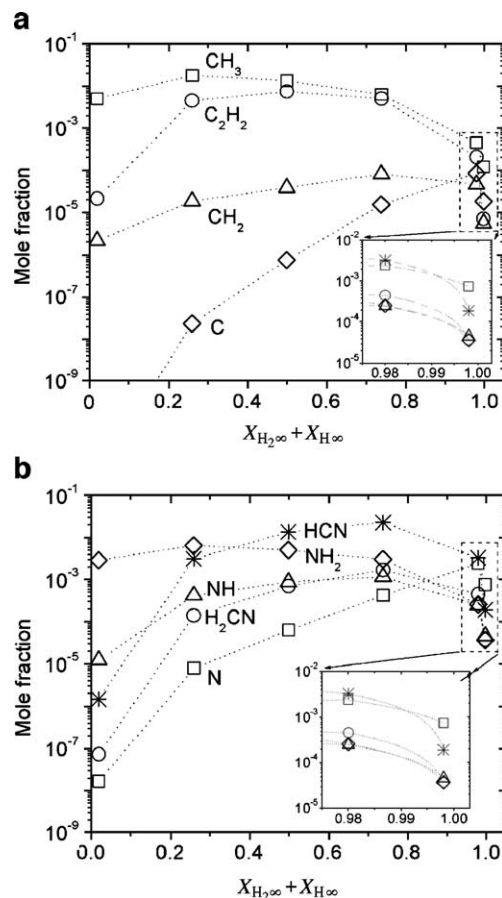 a
10⁻¹
10⁻³
10⁻⁵
10⁻⁷
10⁻⁹
Mole fraction
CH₃
C₂H₂
CH₂
C
10⁻²
10⁻³
10⁻⁴
10⁻⁵
0.98 0.99 1.00
0 0.2 0.4 0.6 0.8 1.0
X_H₂∞ + X_H∞
b
10⁻¹
10⁻³
10⁻⁵
10⁻⁷
10⁻⁹
Mole fraction
HCN
NH₂
NH
H₂CN
N
10⁻²
10⁻³
10⁻⁴
10⁻⁵
0.98 0.99 1.00
0.0 0.2 0.4 0.6 0.8 1.0
X_H₂∞ + X_H∞